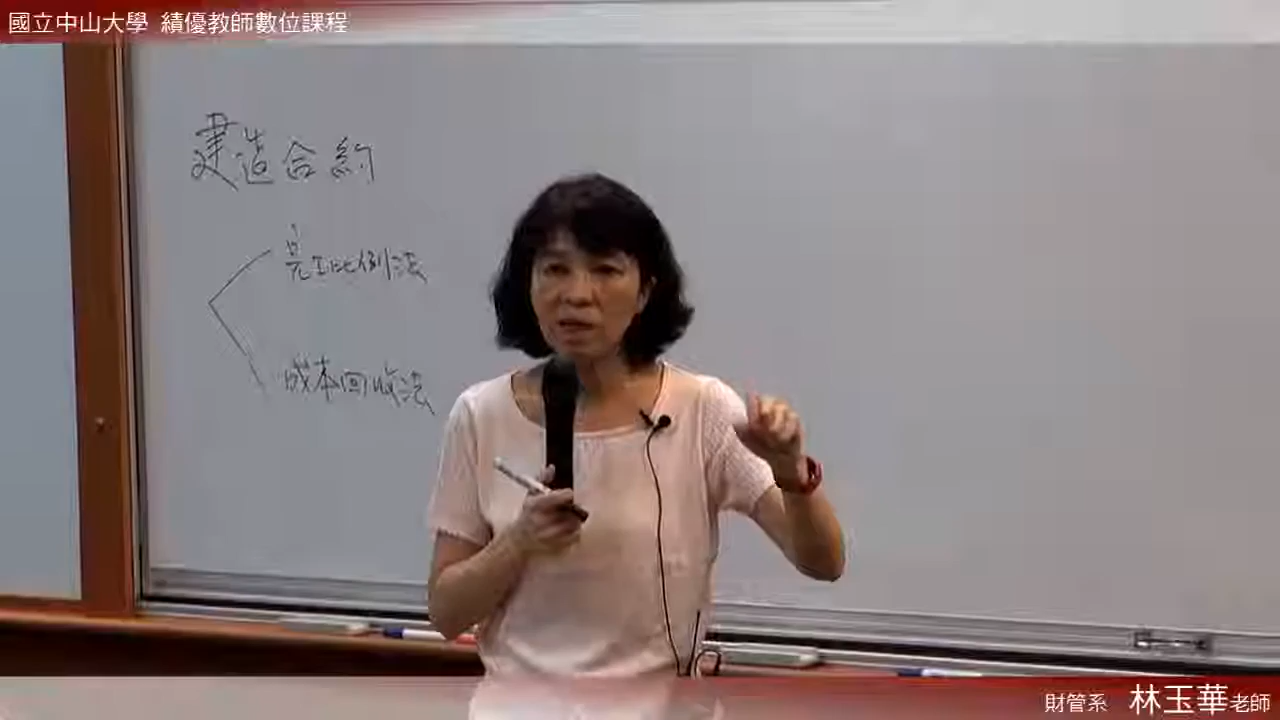 國立中山大學 績優教師數位課程
建造合約
完工比例法
成本回收法
財管系 林玉華老師